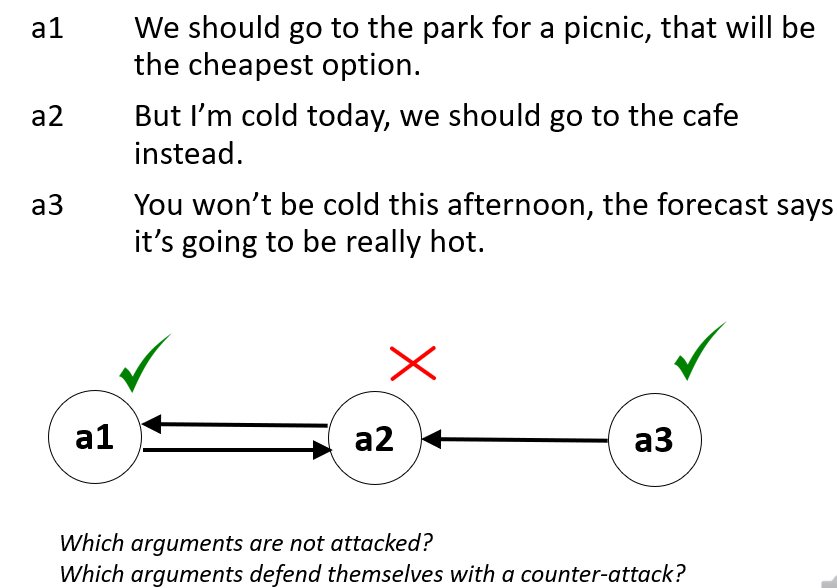 a1 We should go to the park for a picnic, that will be
the cheapest option.
a2 But I’m cold today, we should go to the cafe
instead.
a3 You won’t be cold this afternoon, the forecast says
it’s going to be really hot.
a1 a2 a3
Which arguments are not attacked?
Which arguments defend themselves with a counter-attack?